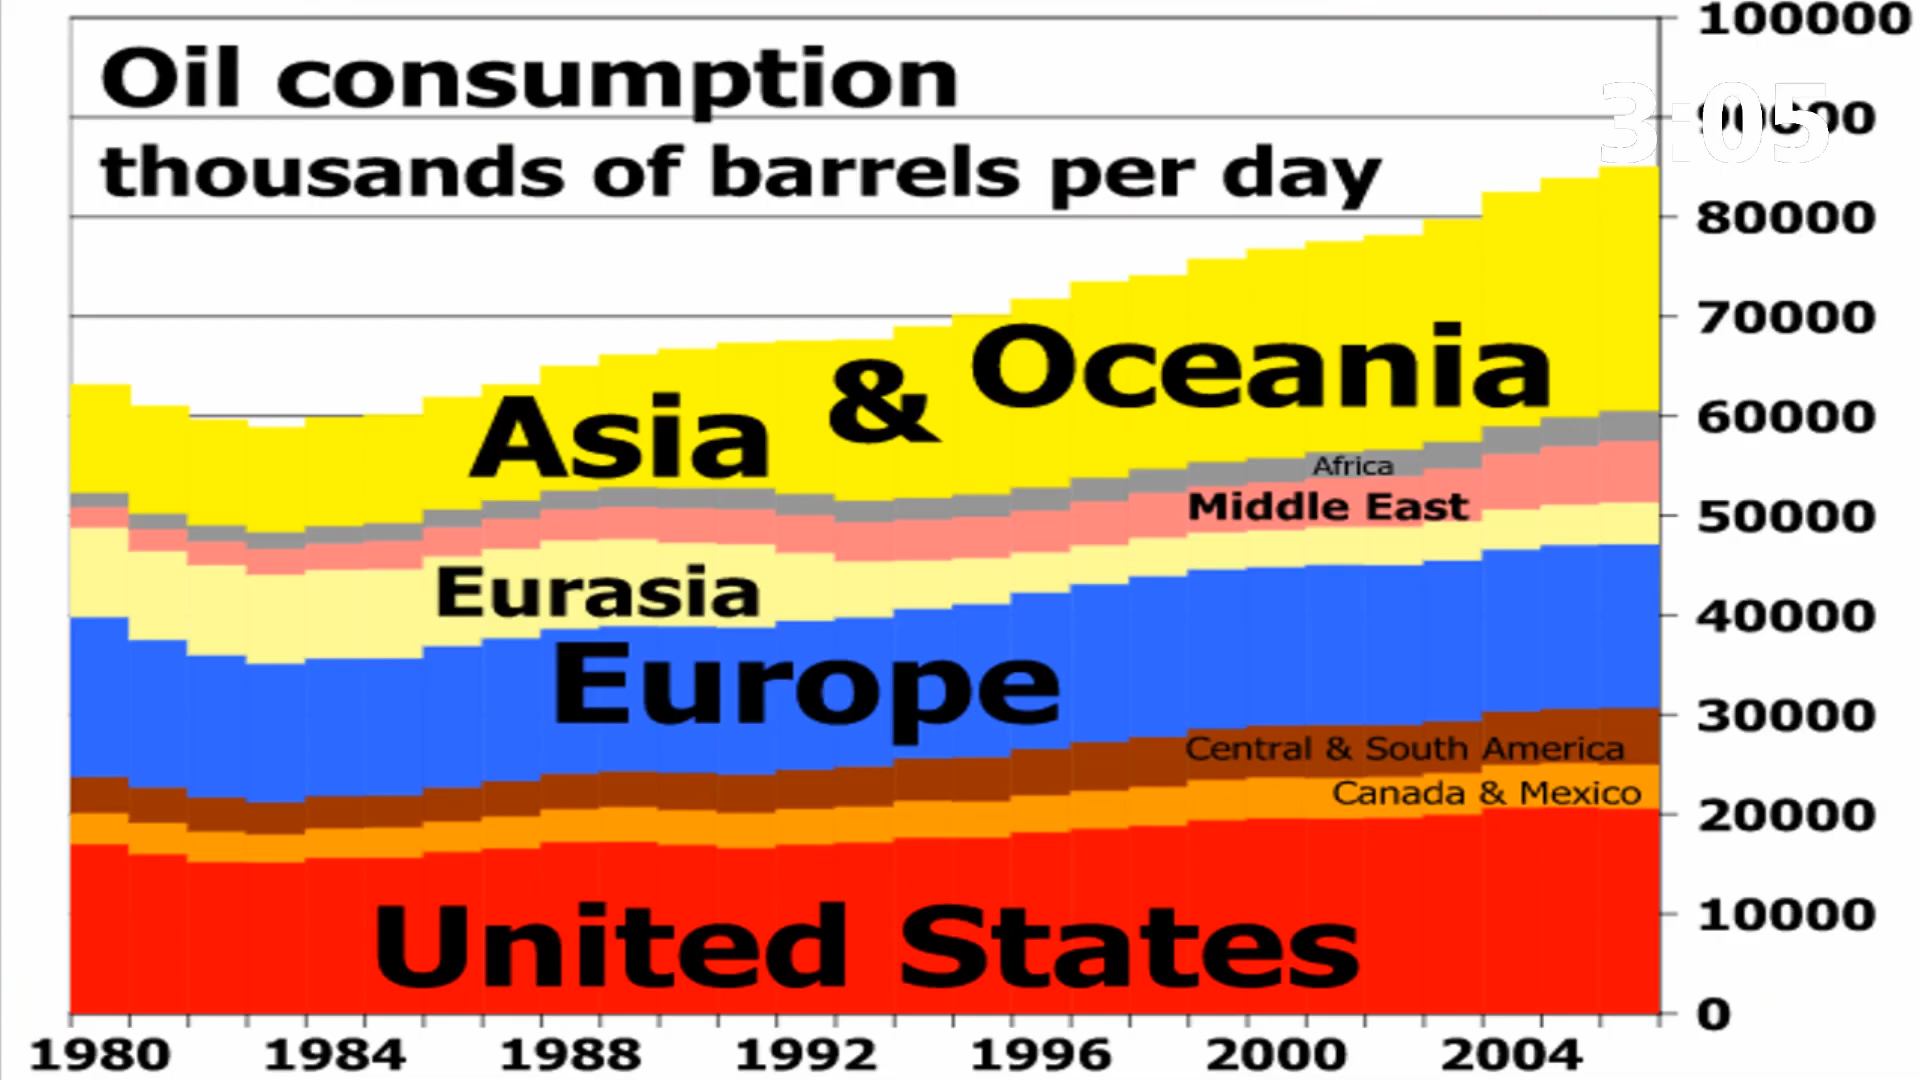 Oil consumption
thousands of barrels per day
3:05
100000
90000
80000
70000
60000
50000
40000
30000
20000
10000
0
Asia & Oceania
Africa
Middle East
Eurasia
Europe
Central & South America
Canada & Mexico
United States
1980 1984 1988 1992 1996 2000 2004